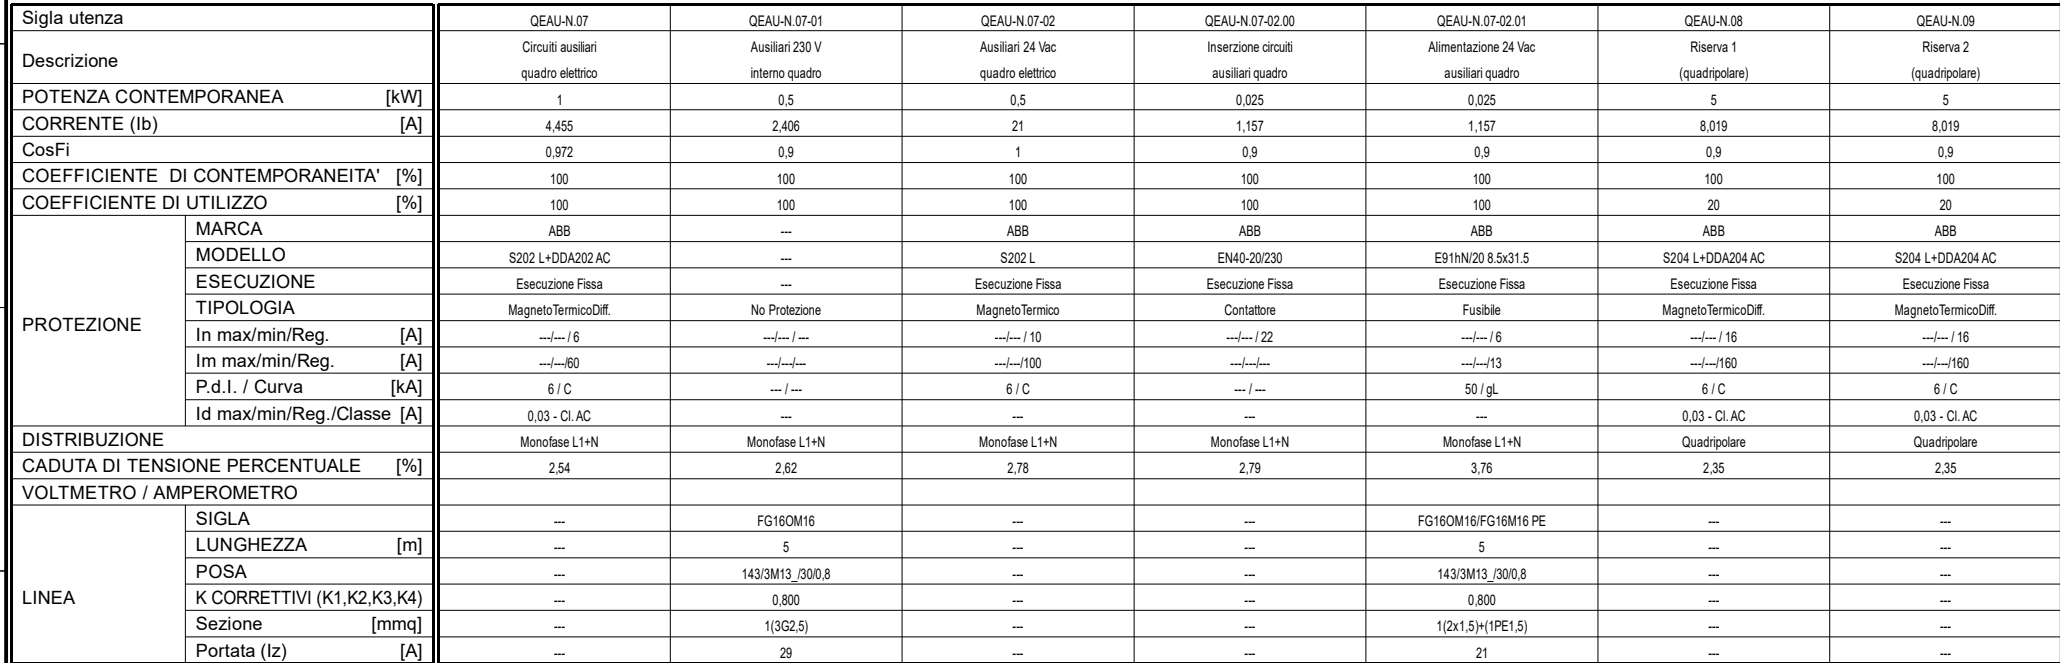 Sigla utenza QEAU-N.07 QEAU-N.07-01 QEAU-N.07-02 QEAU-N.07-02.00 QEAU-N.07-02.01 QEAU-N.08 QEAU-N.09
Descrizione Circuiti ausiliari quadro elettrico Ausiliari 230 V interno quadro Ausiliari 24 Vac quadro elettrico Inserzione circuiti ausiliari quadro Alimentazione 24 Vac ausiliari quadro Riserva 1 (quadripolare) Riserva 2 (quadripolare)
POTENZA CONTEMPORANEA [kW] 1 0,5 0,5 0,025 0,025 5 5
CORRENTE (Ib) [A] 4,455 2,406 21 1,157 1,157 8,019 8,019
CosFi 0,972 0,9 1 0,9 0,9 0,9 0,9
COEFFICIENTE DI CONTEMPORANEITA' [%] 100 100 100 100 100 100 100
COEFFICIENTE DI UTILIZZO [%] 100 100 100 100 100 20 20
PROTEZIONE
MARCA ABB --- ABB ABB ABB ABB ABB
MODELLO S202 L+DDA202 AC --- S202 L EN40-20/230 E91hN/20 8.5x31.5 S204 L+DDA204 AC S204 L+DDA204 AC
ESECUZIONE Esecuzione Fissa --- Esecuzione Fissa Esecuzione Fissa Esecuzione Fissa Esecuzione Fissa Esecuzione Fissa
TIPOLOGIA MagnetoTermicoDiff. No Protezione MagnetoTermico Contattore Fusibile MagnetoTermicoDiff. MagnetoTermicoDiff.
In max/min/Reg. [A] ---/--- / 6 ---/--- / --- ---/--- / 10 ---/--- / 22 ---/--- / 6 ---/--- / 16 ---/--- / 16
Im max/min/Reg. [A] ---/---/60 ---/---/--- ---/---/100 ---/---/--- ---/---/13 ---/---/160 ---/---/160
P.d.I. / Curva [kA] 6 / C --- / --- 6 / C --- / --- 50 / gL 6 / C 6 / C
Id max/min/Reg./Classe [A] 0,03 - Cl. AC --- --- --- --- 0,03 - Cl. AC 0,03 - Cl. AC
DISTRIBUZIONE Monofase L1+N Monofase L1+N Monofase L1+N Monofase L1+N Monofase L1+N Quadripolare Quadripolare
CADUTA DI TENSIONE PERCENTUALE [%] 2,54 2,62 2,78 2,79 3,76 2,35 2,35
VOLTMETRO / AMPEROMETRO
LINEA
SIGLA --- FG16OM16 --- --- FG16OM16/FG16M16 PE --- ---
LUNGHEZZA [m] --- 5 --- --- 5 --- ---
POSA --- 143/3M13_/30/0,8 --- --- 143/3M13_/30/0,8 --- ---
K CORRETTIVI (K1,K2,K3,K4) --- 0,800 --- --- 0,800 --- ---
Sezione [mmq] --- 1(3G2,5) --- --- 1(2x1,5)+(1PE1,5) --- ---
Portata (Iz) [A] --- 29 --- --- 21 --- ---